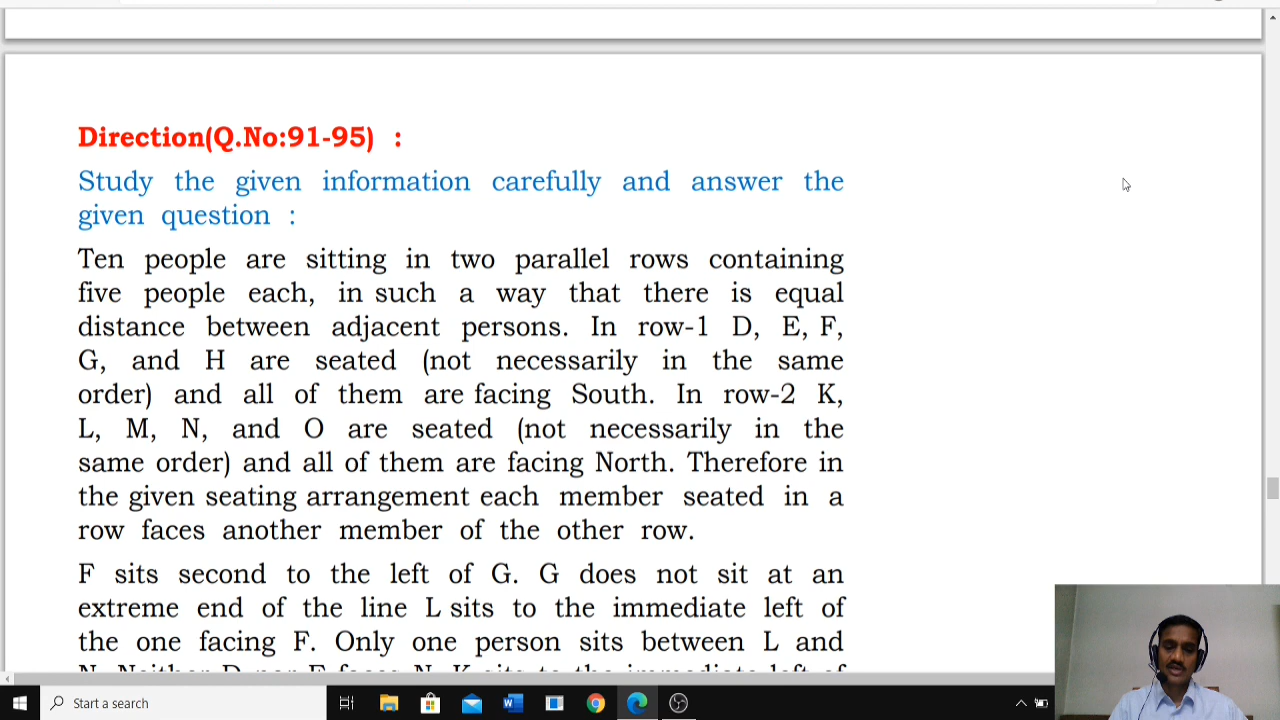 Direction(Q.No:91-95) :
Study the given information carefully and answer the
given question :
Ten people are sitting in two parallel rows containing
five people each, in such a way that there is equal
distance between adjacent persons. In row-1 D, E, F,
G, and H are seated (not necessarily in the same
order) and all of them are facing South. In row-2 K,
L, M, N, and O are seated (not necessarily in the
same order) and all of them are facing North. Therefore in
the given seating arrangement each member seated in a
row faces another member of the other row.
F sits second to the left of G. G does not sit at an
extreme end of the line L sits to the immediate left of
the one facing F. Only one person sits between L and
Start a search